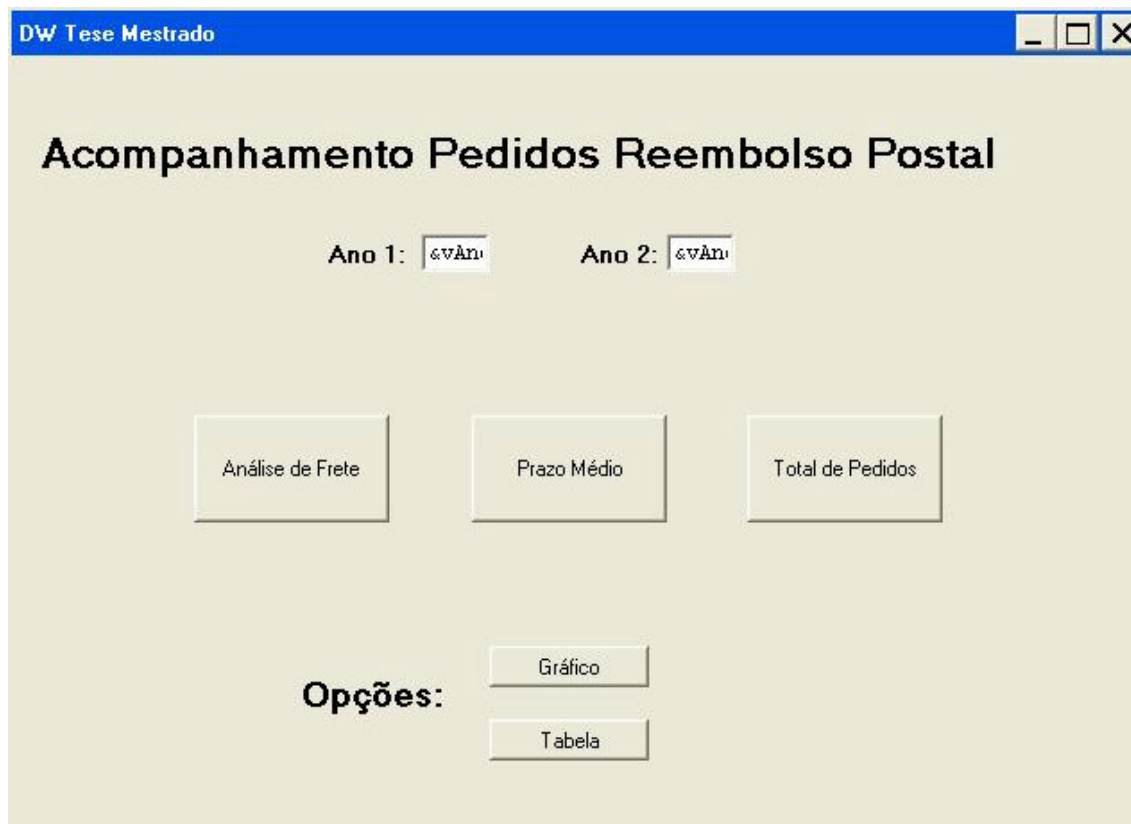 DW Tese Mestrado
Acompanhamento Pedidos Reembolso Postal
Ano 1: &vAn Ano 2: &vAn
Análise de Frete Prazo Médio Total de Pedidos
Gráfico
Opções:
Tabela